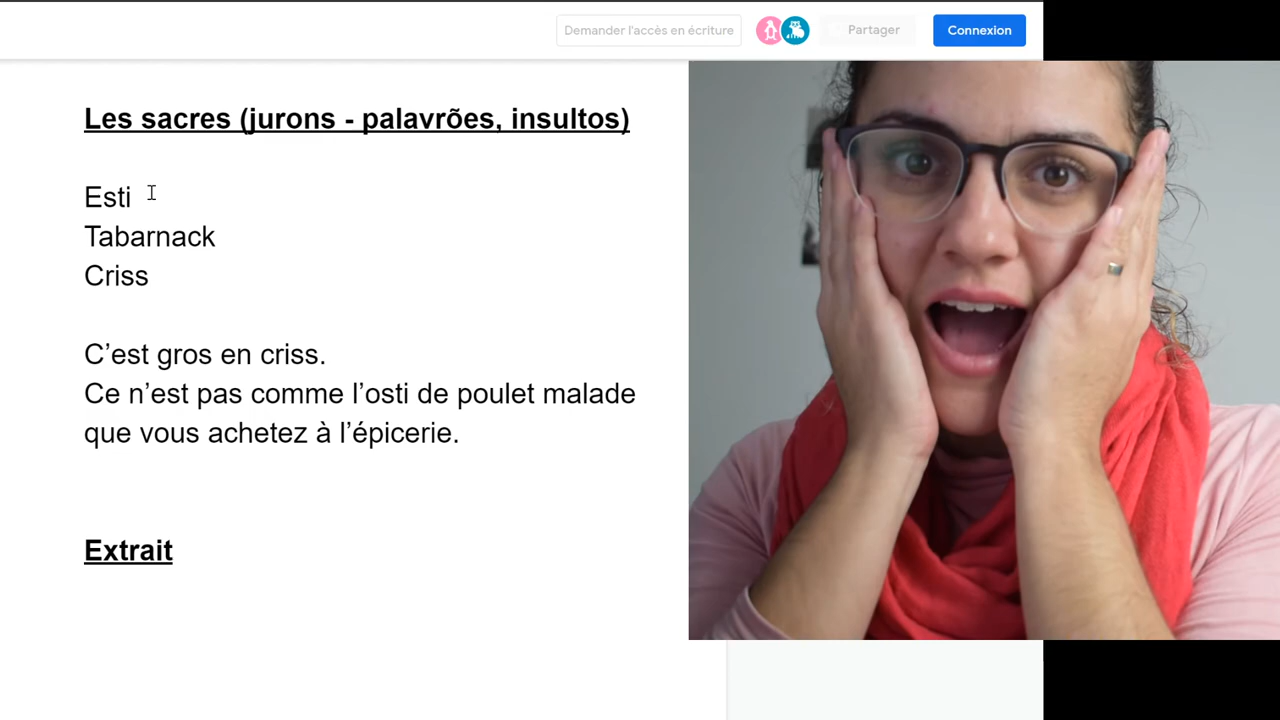 Demander l'accès en écriture
Partager
Connexion
Les sacres (jurons - palavrões, insultos)
Esti
Tabarnack
Criss
C’est gros en criss.
Ce n’est pas comme l’osti de poulet malade
que vous achetez à l’épicerie.
Extrait